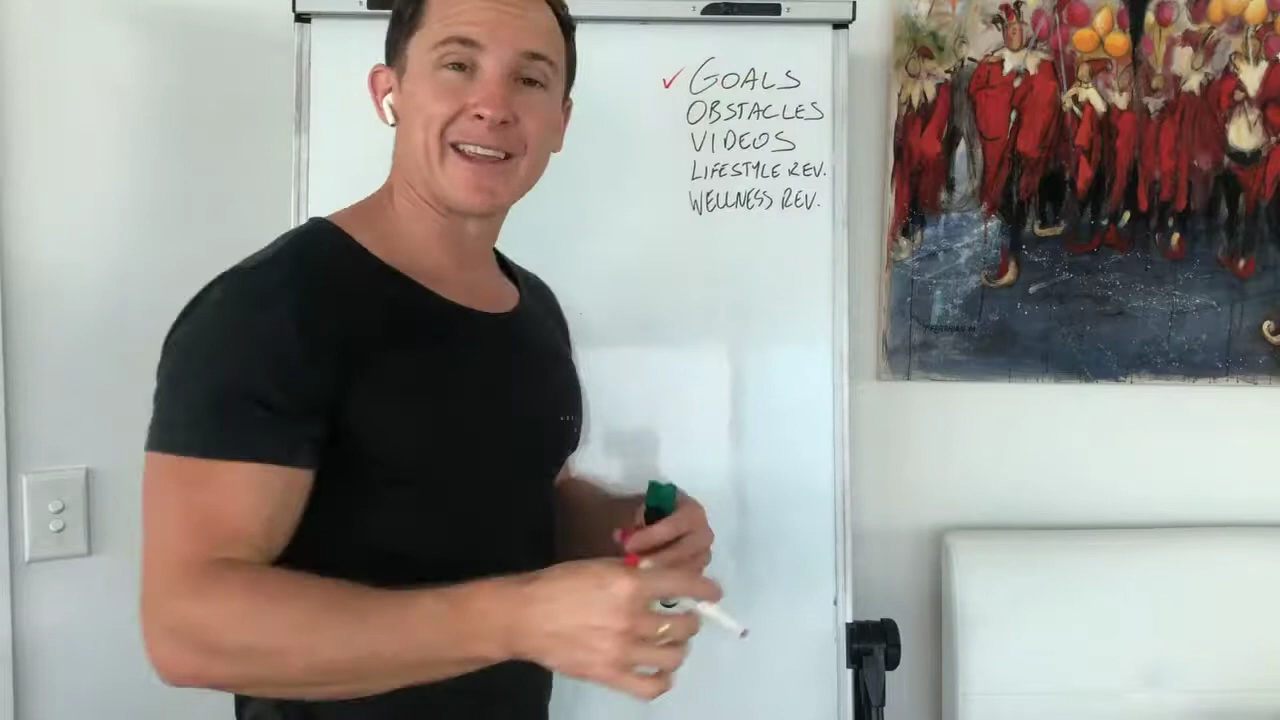 ✓ GOALS
OBSTACLES
VIDEOS
LIFESTYLE REV.
WELLNESS REV.